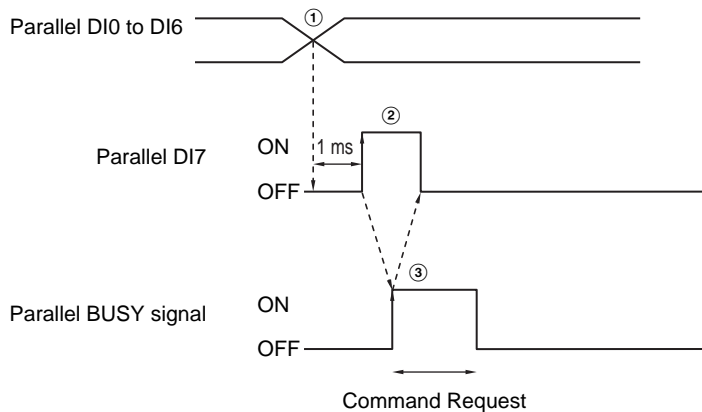 ①
Parallel DI0 to DI6
②
ON
1 ms
Parallel DI7
OFF
③
ON
Parallel BUSY signal
OFF
Command Request